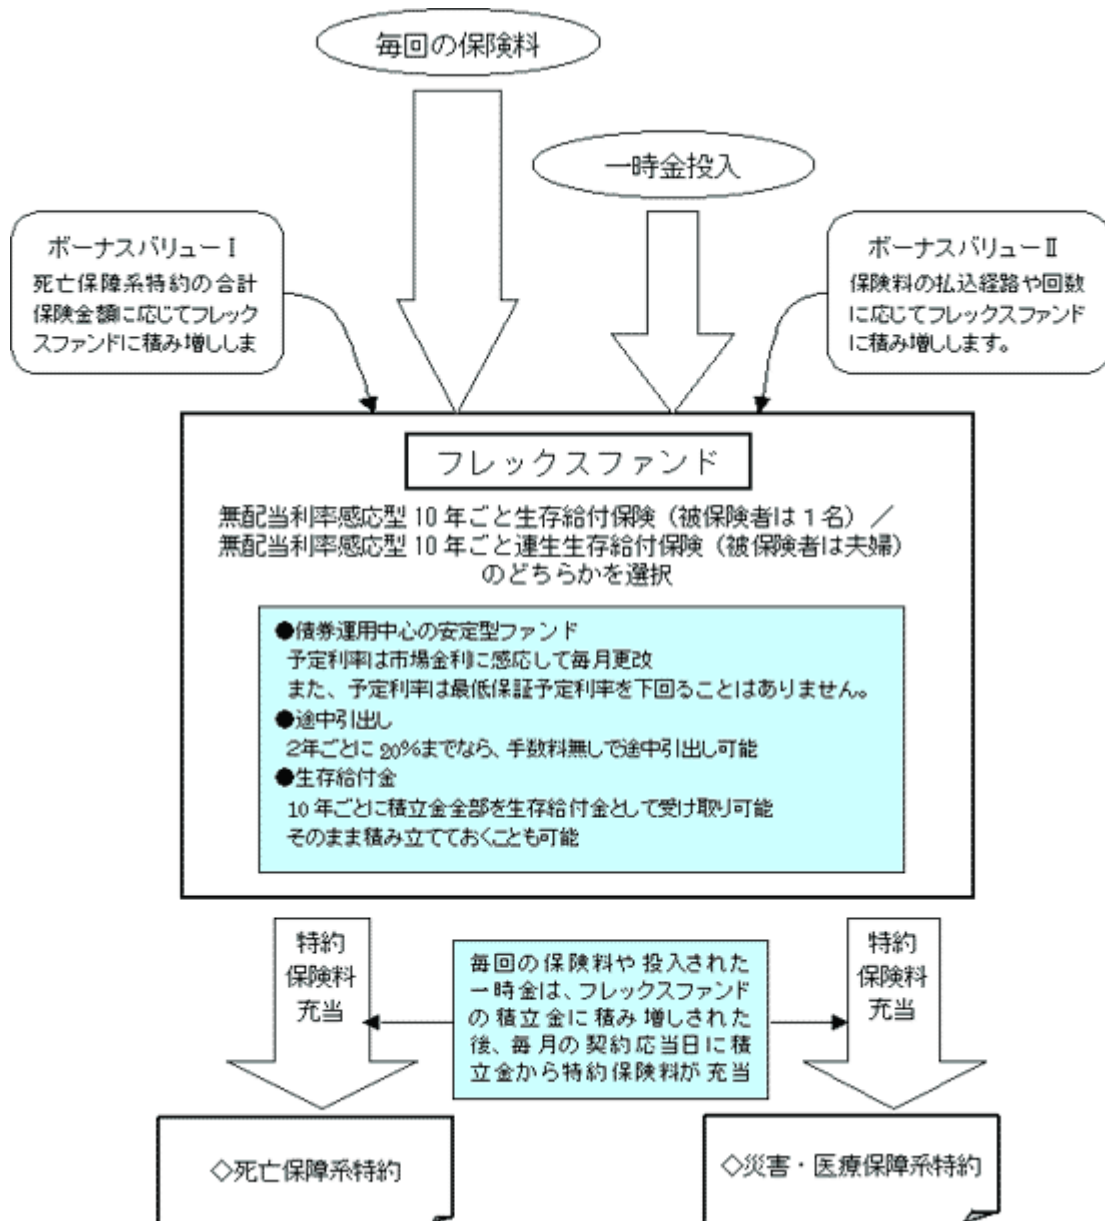 毎回の保険料
一時金投入
ボーナスバリューⅠ
死亡保障系特約の合計
保険金額に応じてフレック
スファンドに積み増ししま
ボーナスバリューⅡ
保険料の払込経路や回数
に応じてフレックスファンド
に積み増しします。
フレックスファンド
無配当利率感応型 10 年ごと生存給付保険（被保険者は１名）／
無配当利率感応型 10 年ごと連生生存給付保険（被保険者は夫婦）
のどちらかを選択
●債券運用中心の安定型ファンド
予定利率は市場金利に感応して毎月更改
また、予定利率は最低保証予定利率を下回ることはありません。
●途中引出し
2年ごとに 20%までなら、手数料無しで途中引出し可能
●生存給付金
10 年ごとに積立金全部を生存給付金として受け取り可能
そのまま積み立てておくことも可能
特約
保険料
充当
毎回の保険料や投入された
一時金は、フレックスファンド
の積立金に積み増しされた
後、毎月の契約応当日に積
立金から特約保険料が充当
特約
保険料
充当
◇死亡保障系特約
◇災害・医療保障系特約